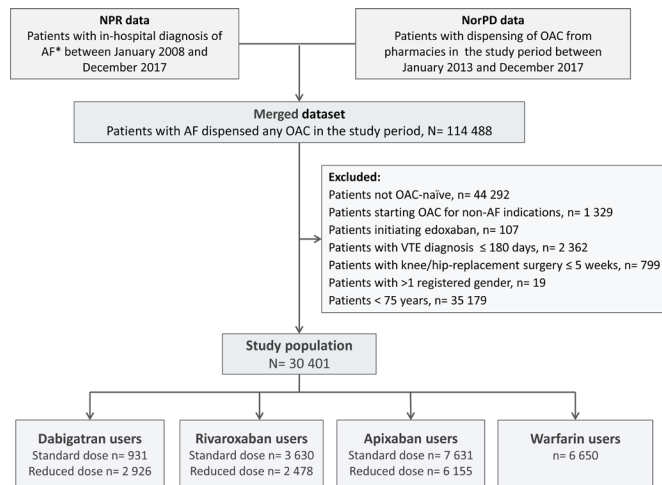 NPR data
Patients with in-hospital diagnosis of
AF* between January 2008 and
December 2017
NorPD data
Patients with dispensing of OAC from
pharmacies in the study period between
January 2013 and December 2017
Merged dataset
Patients with AF dispensed any OAC in the study period, N= 114 488
Excluded:
Patients not OAC-naïve, n= 44 292
Patients starting OAC for non-AF indications, n= 1 329
Patients initiating edoxaban, n= 107
Patients with VTE diagnosis ≤ 180 days, n= 2 362
Patients with knee/hip-replacement surgery ≤ 5 weeks, n= 799
Patients with >1 registered gender, n= 19
Patients < 75 years, n= 35 179
Study population
N= 30 401
Dabigatran users
Standard dose n= 931
Reduced dose n= 2 926
Rivaroxaban users
Standard dose n= 3 630
Reduced dose n= 2 478
Apixaban users
Standard dose n= 7 631
Reduced dose n= 6 155
Warfarin users
n= 6 650